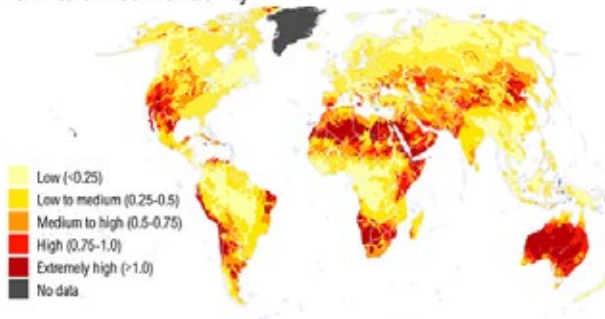 Low (<0.25)
Low to medium (0.25-0.5)
Medium to high (0.5-0.75)
High (0.75-1.0)
Extremely high (>1.0)
No data